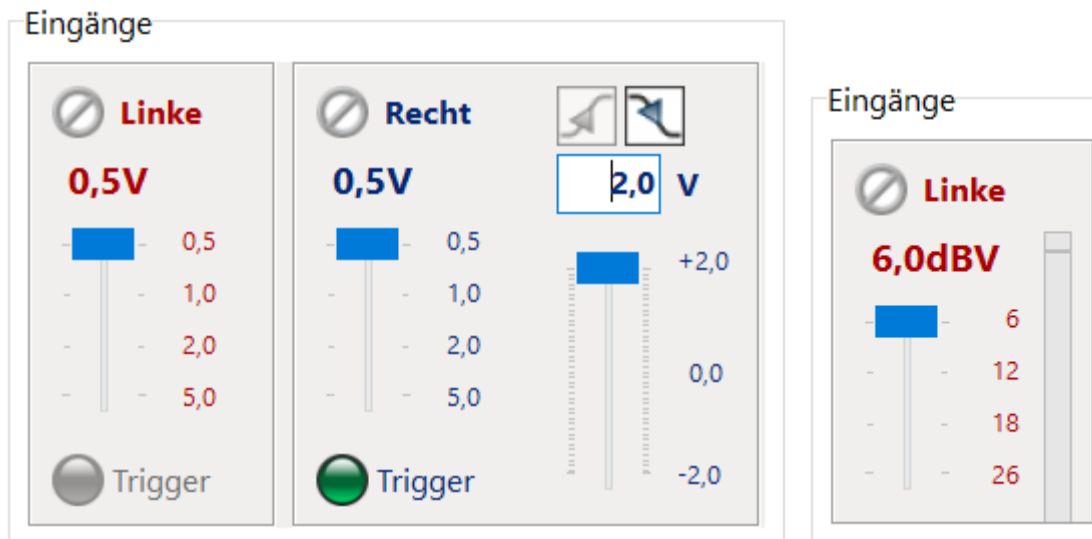 Eingänge
Linke
0,5V
0,5
1,0
2,0
5,0
Trigger
Recht
0,5V
0,5
1,0
2,0
5,0
Trigger
2,0 V
+2,0
0,0
-2,0
Eingänge
Linke
6,0dBV
6
12
18
26